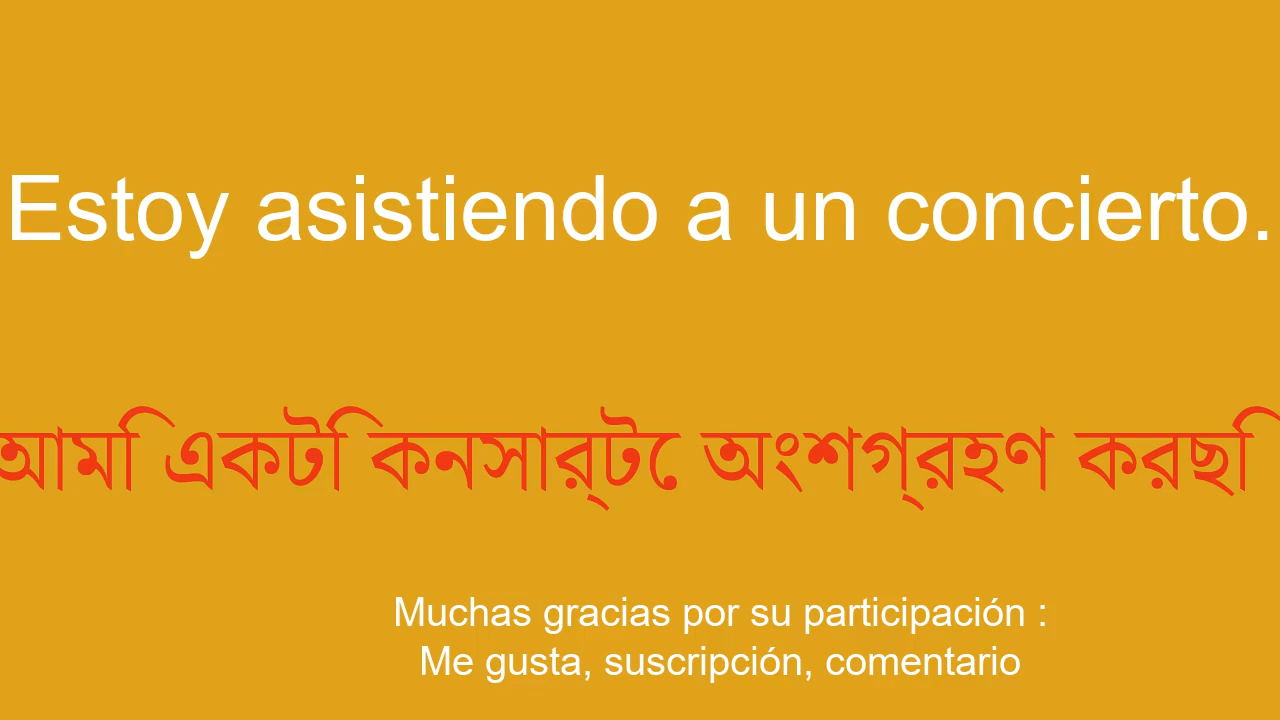 Estoy asistiendo a un concierto.
আমি একটি কনসার্টে অংশগ্রহণ করছি
Muchas gracias por su participación :
Me gusta, suscripción, comentario